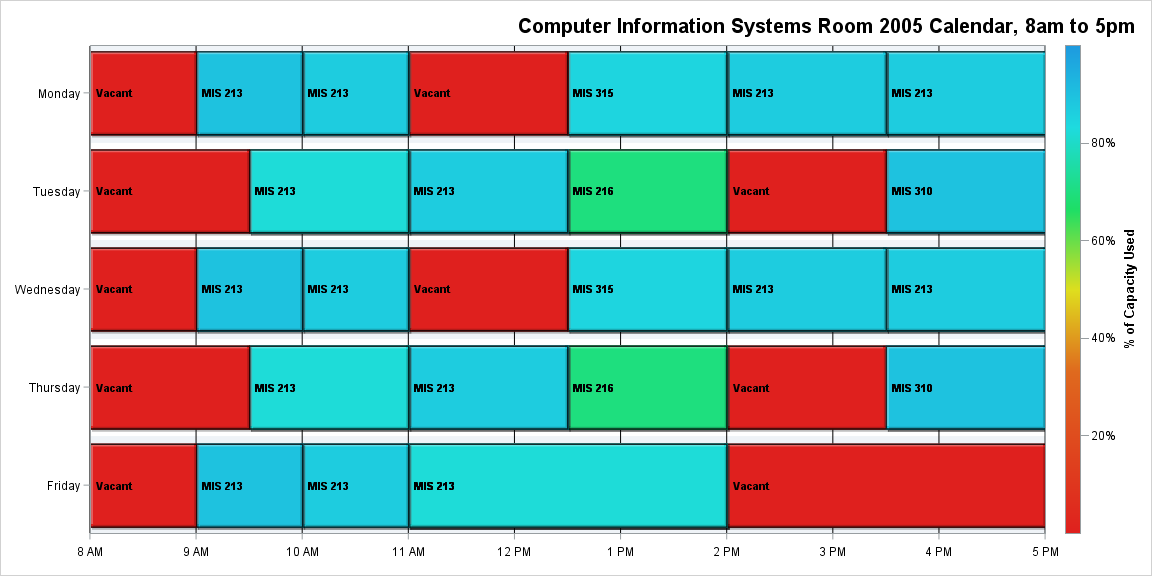 Computer Information Systems Room 2005 Calendar, 8am to 5pm
Monday
Vacant
MIS 213
MIS 213
Vacant
MIS 315
MIS 213
MIS 213
Tuesday
Vacant
MIS 213
MIS 213
MIS 216
Vacant
MIS 310
Wednesday
Vacant
MIS 213
MIS 213
Vacant
MIS 315
MIS 213
MIS 213
Thursday
Vacant
MIS 213
MIS 213
MIS 216
Vacant
MIS 310
Friday
Vacant
MIS 213
MIS 213
MIS 213
Vacant
8 AM
9 AM
10 AM
11 AM
12 PM
1 PM
2 PM
3 PM
4 PM
5 PM
80%
60%
40%
20%
% of Capacity Used